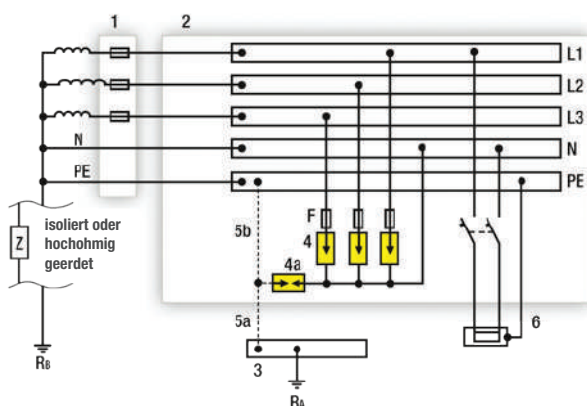 1
2
L1
L2
L3
N
N
PE
PE
F
4
4a
5b
5a
Z
isoliert oder
hochohmig
geerdet
6
3
RB
RA